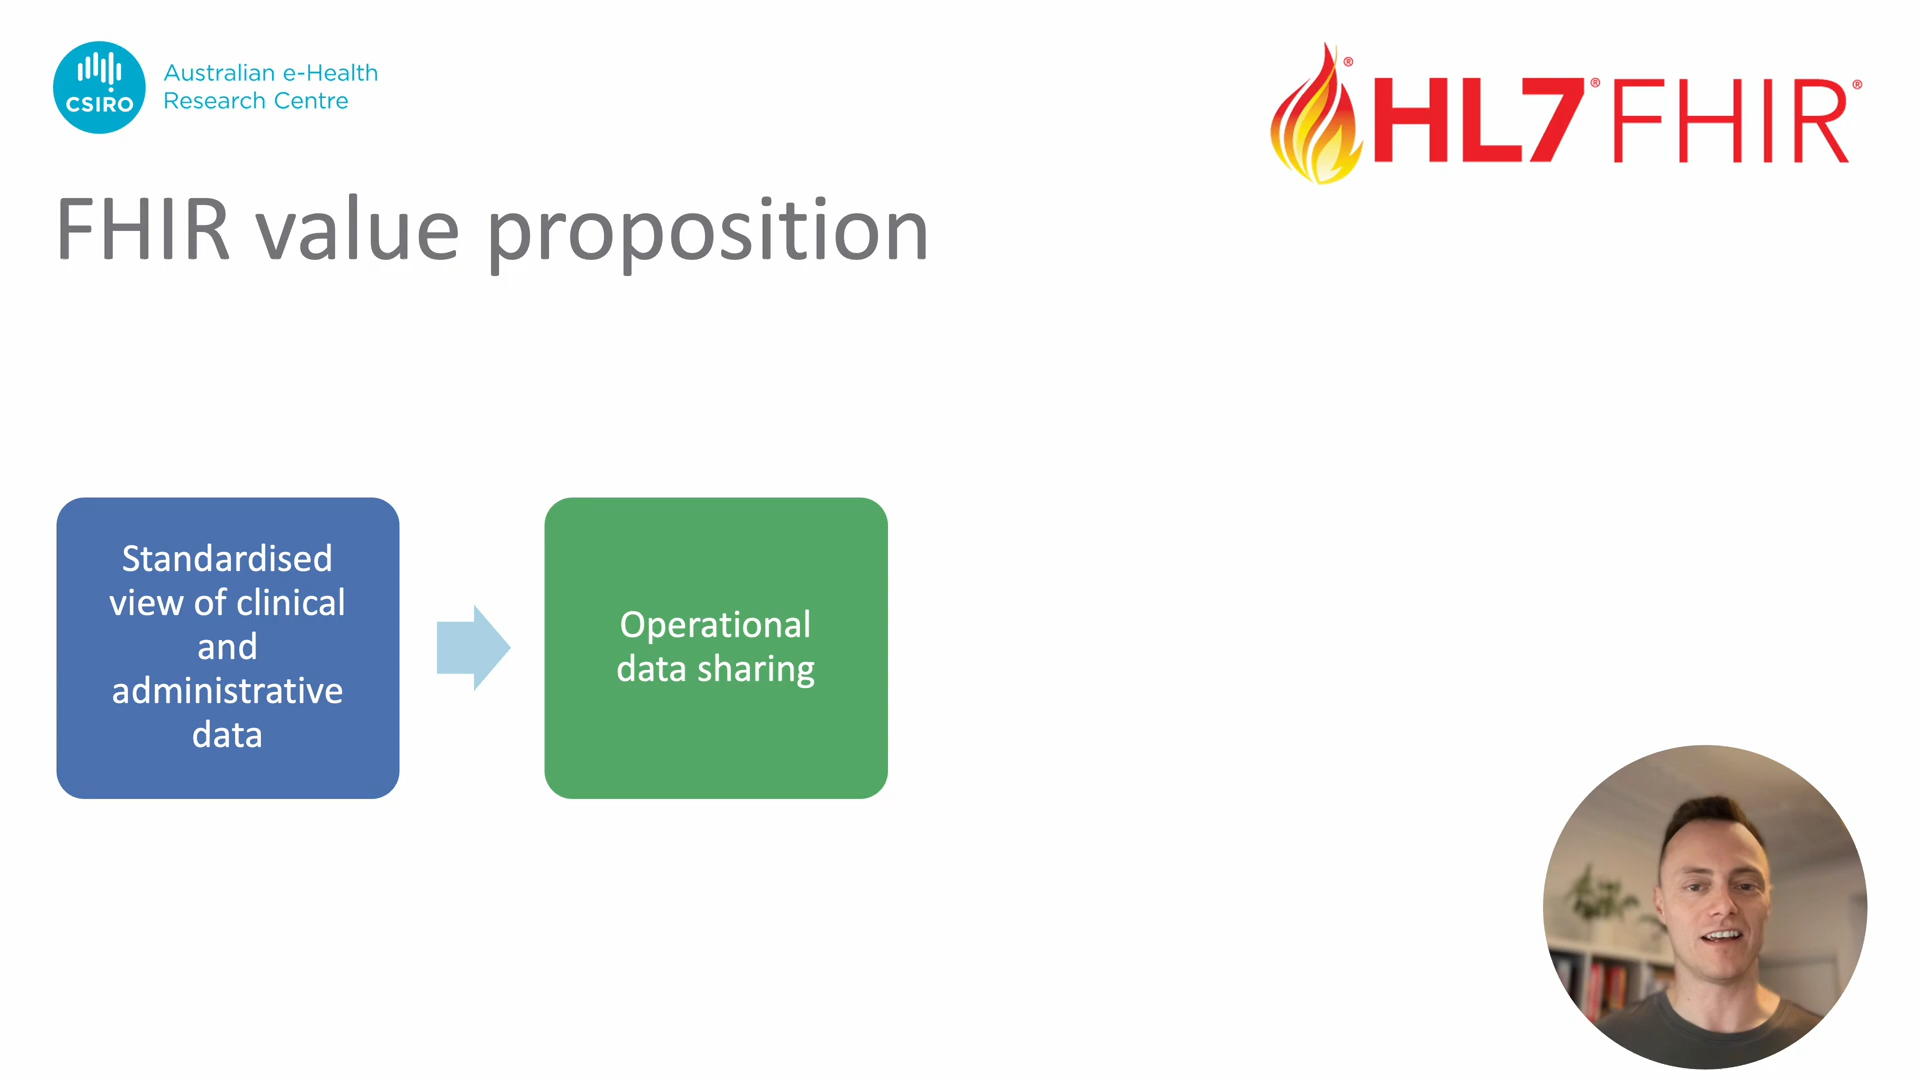 CSIRO
Australian e-Health
Research Centre
® HL7® FHIR®
FHIR value proposition
Standardised
view of clinical
and
administrative
data
Operational
data sharing